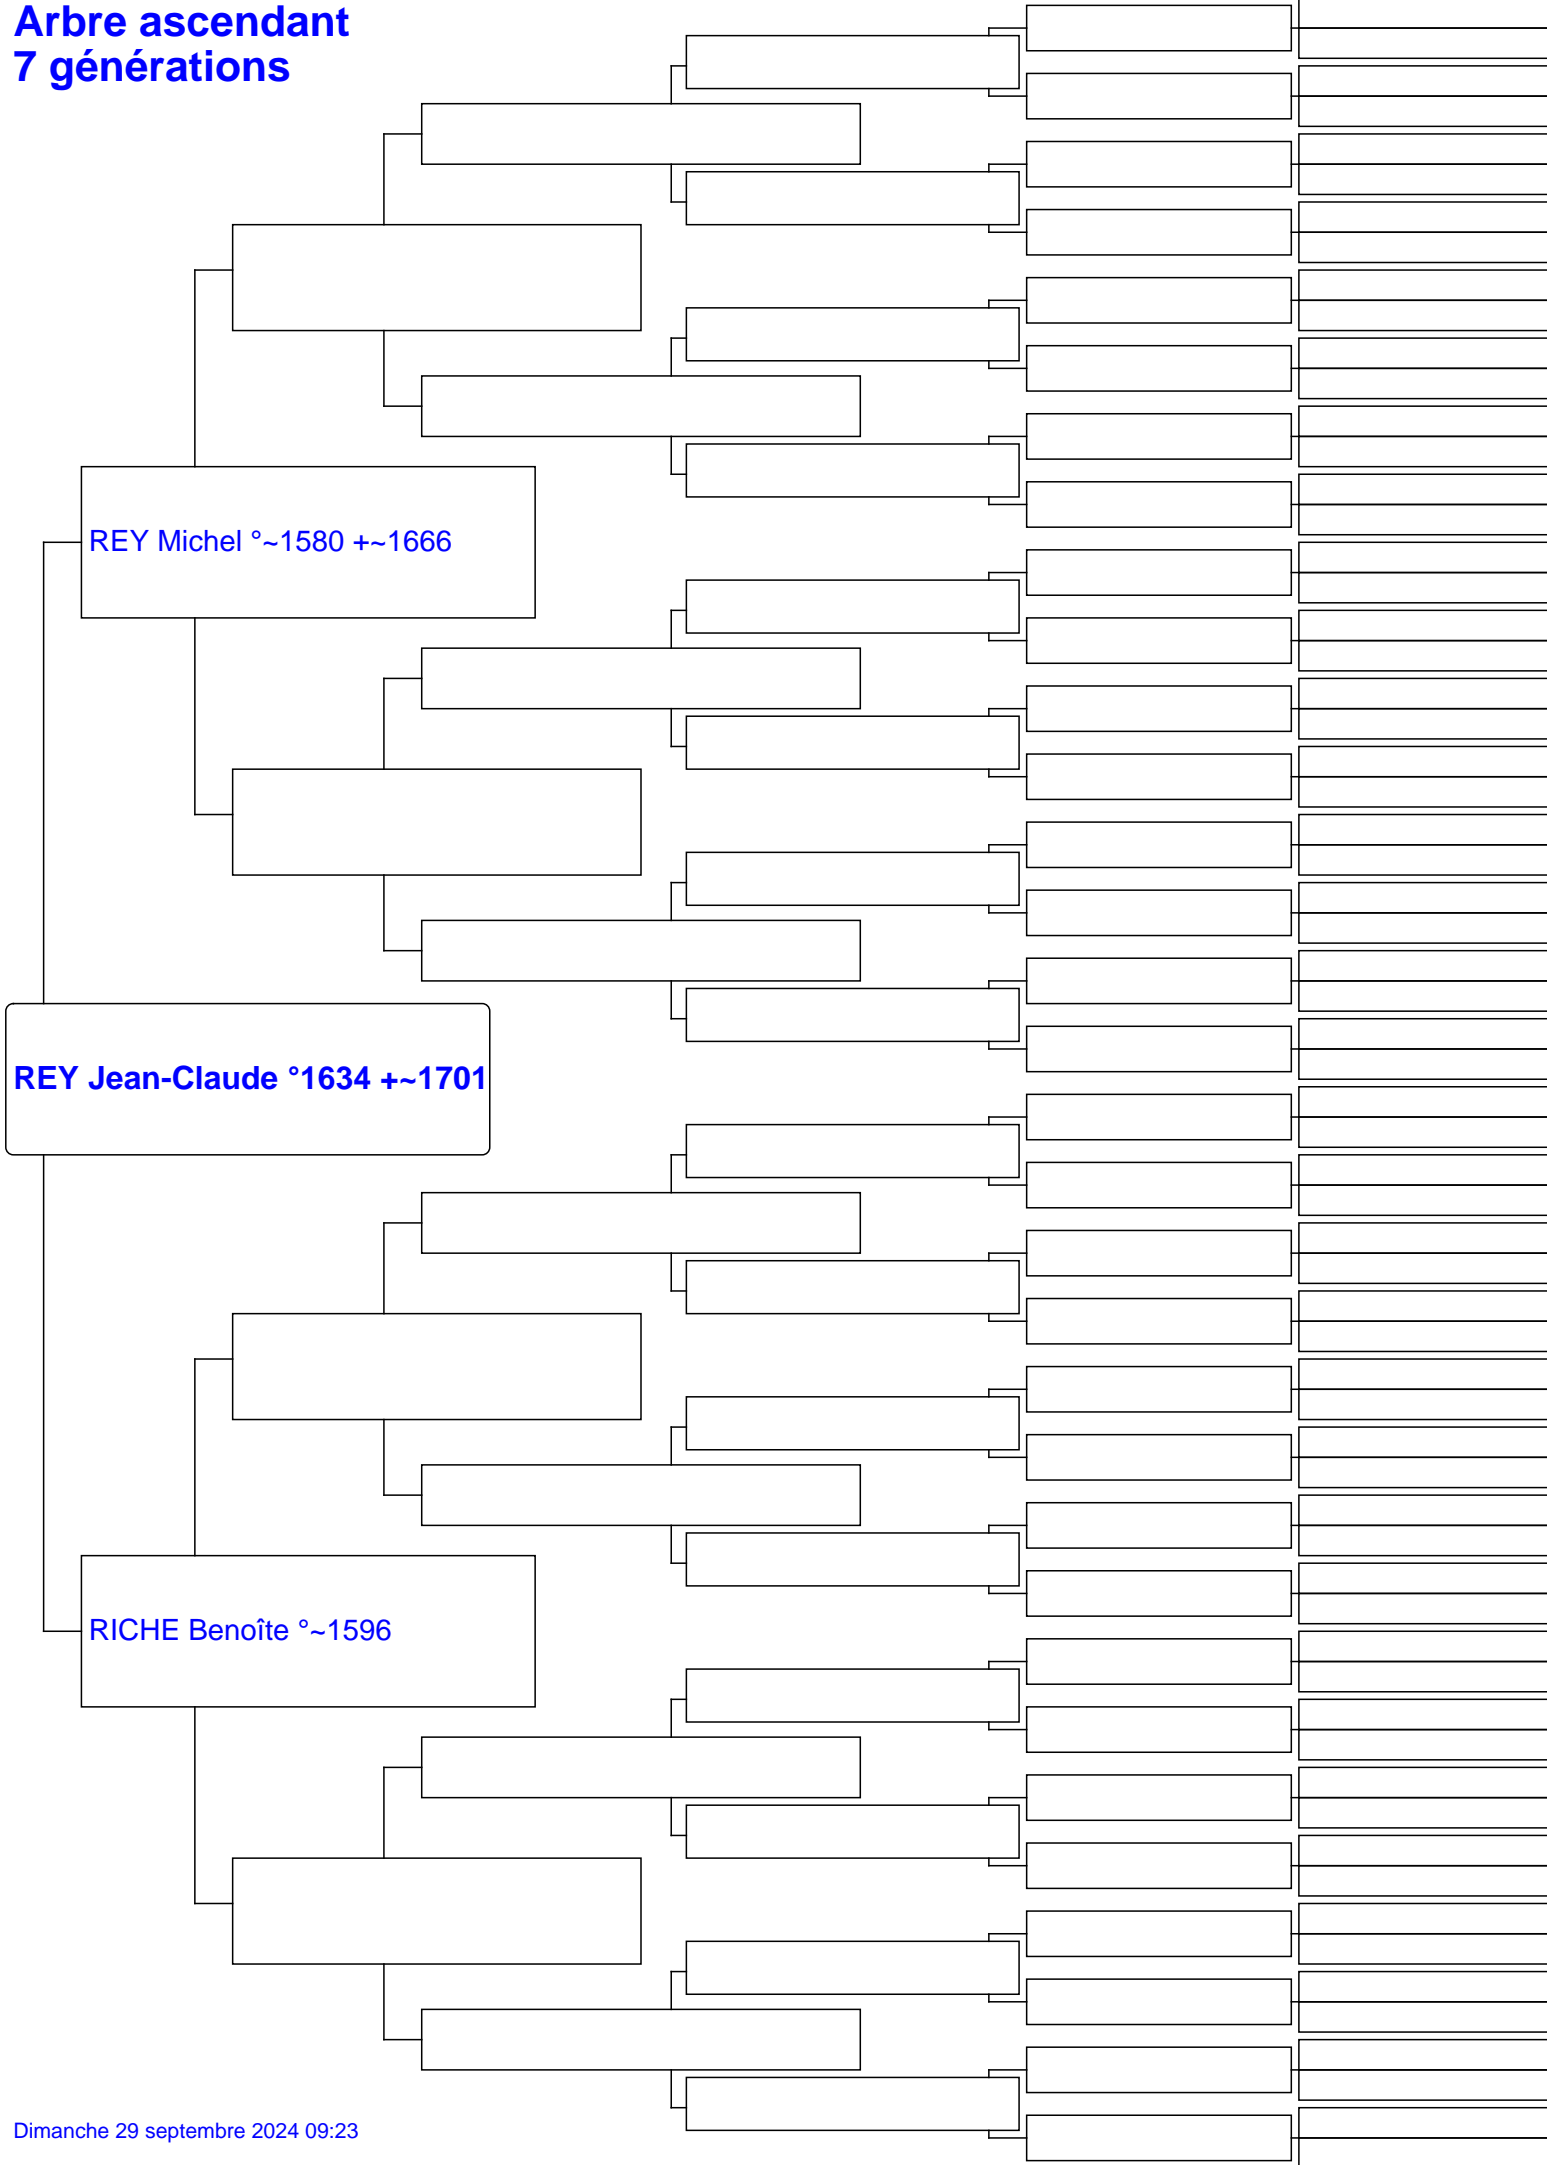 Arbre ascendant
7 générations
REY Michel °~1580 +~1666
REY Jean-Claude °1634 +~1701
RICHE Benoîte °~1596
Dimanche 29 septembre 2024 09:23